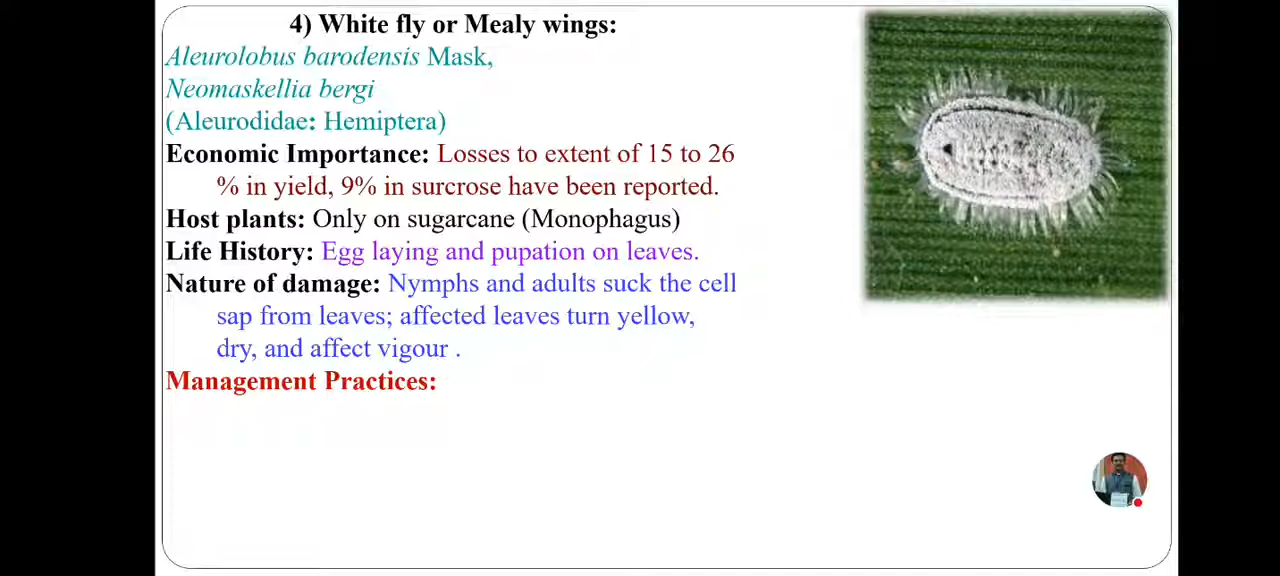 4) White fly or Mealy wings:
Aleurolobus barodensis Mask,
Neomaskellia bergi
(Aleurodidae: Hemiptera)
Economic Importance: Losses to extent of 15 to 26
% in yield, 9% in surcrose have been reported.
Host plants: Only on sugarcane (Monophagus)
Life History: Egg laying and pupation on leaves.
Nature of damage: Nymphs and adults suck the cell
sap from leaves; affected leaves turn yellow,
dry, and affect vigour .
Management Practices: